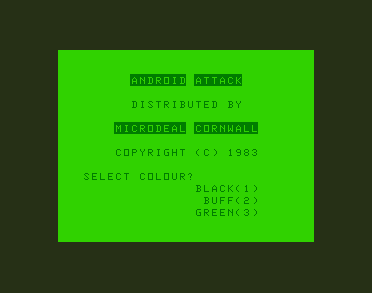 ANDROID ATTACK
DISTRIBUTED BY
MICRODEAL CORNWALL
COPYRIGHT (C) 1983
SELECT COLOUR?
BLACK(1)
BUFF(2)
GREEN(3)